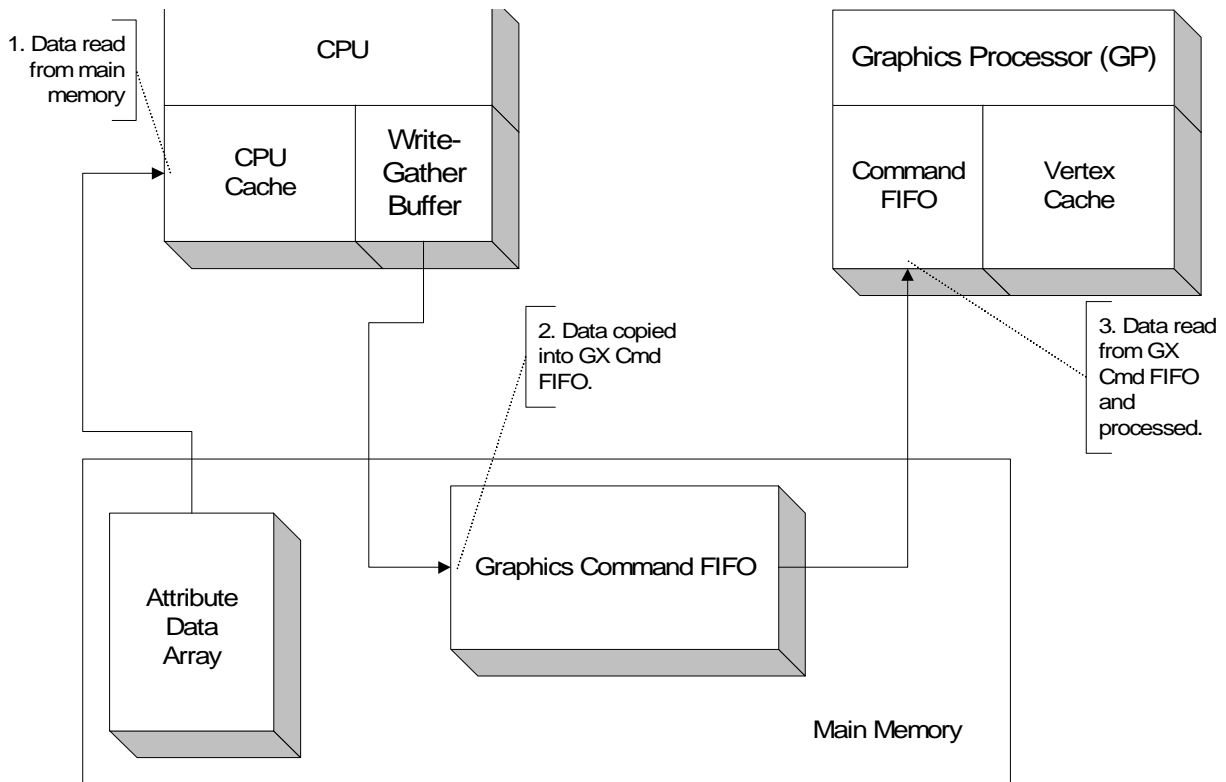 1. Data read
from main
memory
CPU
CPU
Cache
Write-
Gather
Buffer
Graphics Processor (GP)
Command
FIFO
Vertex
Cache
2. Data copied
into GX Cmd
FIFO.
3. Data read
from GX
Cmd FIFO
and
processed.
Attribute
Data
Array
Graphics Command FIFO
Main Memory